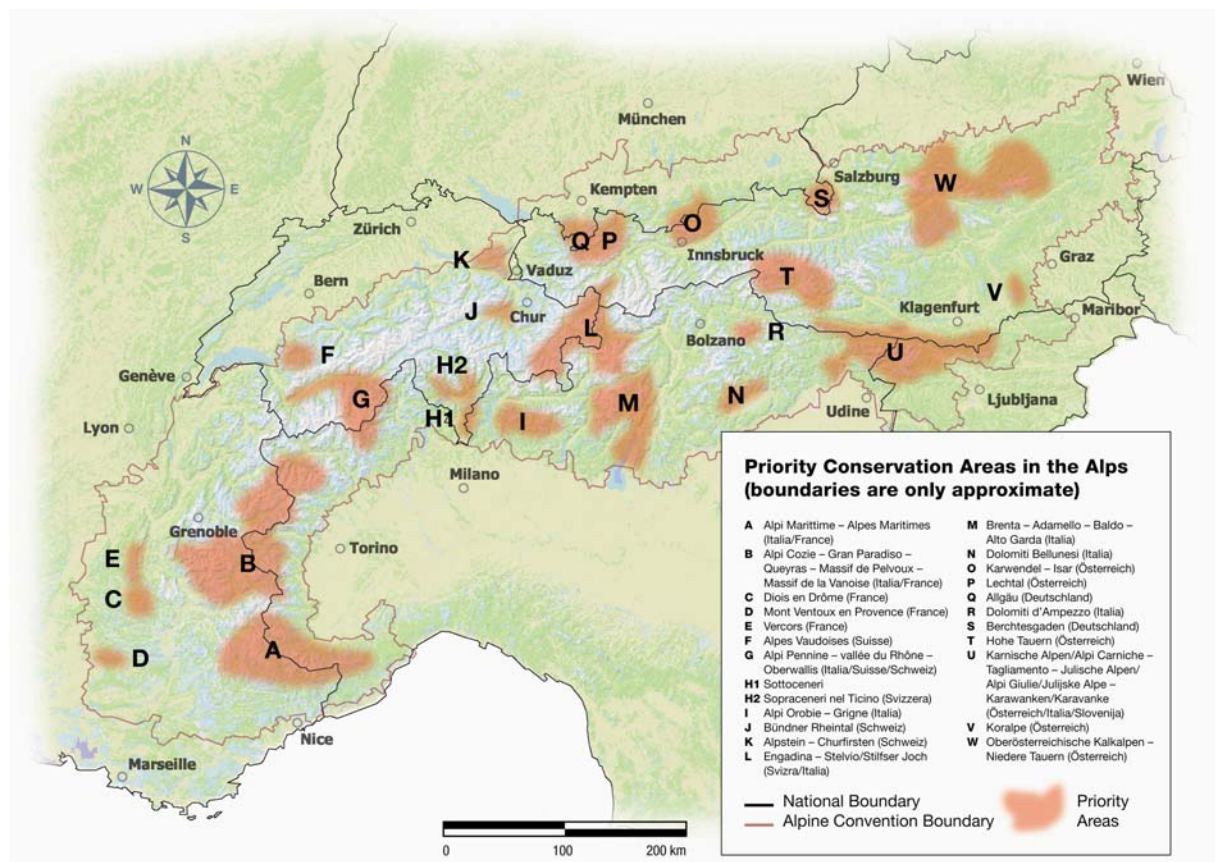 Wien
München
N
W
E
S
Salzburg
W
Kempten
S
Zürich
O
Q
P
Innsbruck
Graz
K
Vaduz
Bern
T
V
J
Chur
Klagenfurt
Maribor
L
Bolzano
R
F
U
Genève
H2
G
M
N
Ljubljana
H1
I
Udine
Lyon
Milano
Grenoble
Torino
E
B
C
D
A
Nice
Marseille
0 100 200 km
Priority Conservation Areas in the Alps
(boundaries are only approximate)
A Alpi Marittime – Alpes Maritimes
(Italia/France)
B Alpi Cozie – Gran Paradiso –
Queyras – Massif de Pelvoux –
Massif de la Vanoise (Italia/France)
C Diois en Drôme (France)
D Mont Ventoux en Provence (France)
E Vercors (France)
F Alpes Vaudoises (Suisse)
G Alpi Pennine – vallée du Rhône –
Oberwallis (Italia/Suisse/Schweiz)
H1 Sottoceneri
H2 Sopraceneri nel Ticino (Svizzera)
I Alpi Orobie – Grigne (Italia)
J Bündner Rheintal (Schweiz)
K Alpstein – Churfirsten (Schweiz)
L Engadina – Stelvio/Stilfser Joch
(Svizra/Italia)
M Brenta – Adamello – Baldo –
Alto Garda (Italia)
N Dolomiti Bellunesi (Italia)
O Karwendel – Isar (Österreich)
P Lechtal (Österreich)
Q Allgäu (Deutschland)
R Dolomiti d'Ampezzo (Italia)
S Berchtesgaden (Deutschland)
T Hohe Tauern (Österreich)
U Karnische Alpen/Alpi Carniche –
Tagliamento – Julische Alpen/
Alpi Giulie/Julijske Alpe –
Karawanken/Karavanke
(Österreich/Italia/Slovenija)
V Koralpe (Österreich)
W Oberösterreichische Kalkalpen –
Niedere Tauern (Österreich)
National Boundary
Alpine Convention Boundary
Priority
Areas